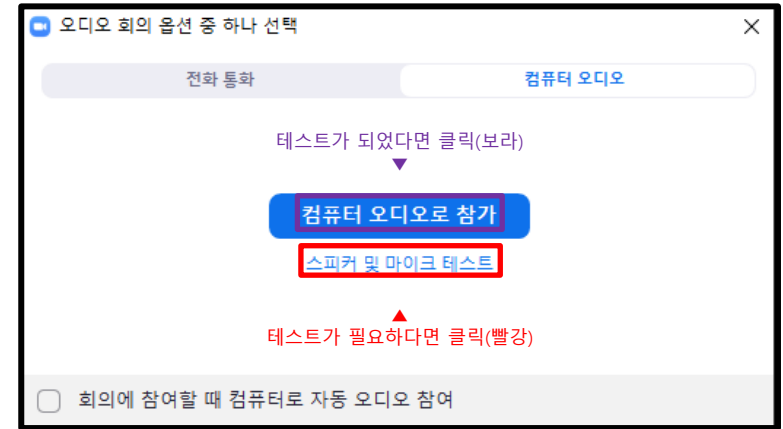 오디오 회의 옵션 중 하나 선택
전화 통화
컴퓨터 오디오
테스트가 되었다면 클릭(보라)
컴퓨터 오디오로 참가
스피커 및 마이크 테스트
테스트가 필요하다면 클릭(빨강)
회의에 참여할 때 컴퓨터로 자동 오디오 참여